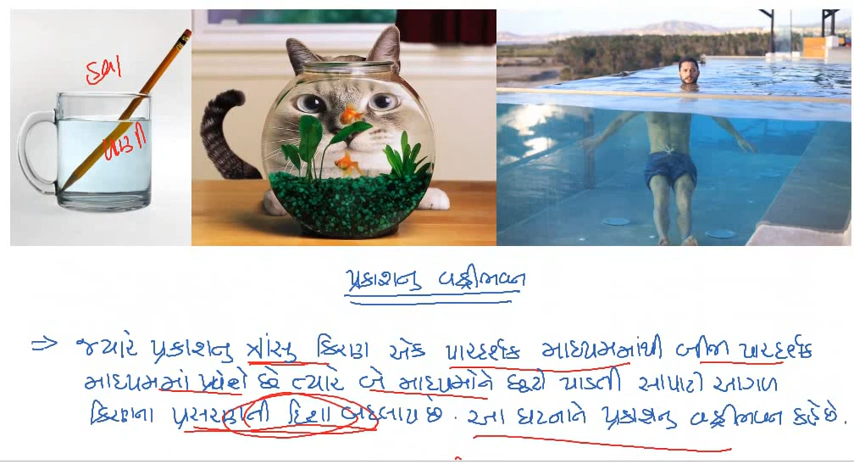 હવા
પાણી
પ્રકાશનુ વક્રીભવન
⇒ જ્યારે પ્રકાશનુ ત્રાંસુ કિરણ એક પારદર્શક માધ્યમમાંથી બીજા પારદર્શક
માધ્યમમાં પ્રવેશે છે ત્યારે બે માધ્યમોને છૂટી પાડતી સપાટી આગળ
કિરણના પ્રસરણની દિશા બદલાય છે. આ ઘટનાને પ્રકાશનુ વક્રીભવન કહે છે.